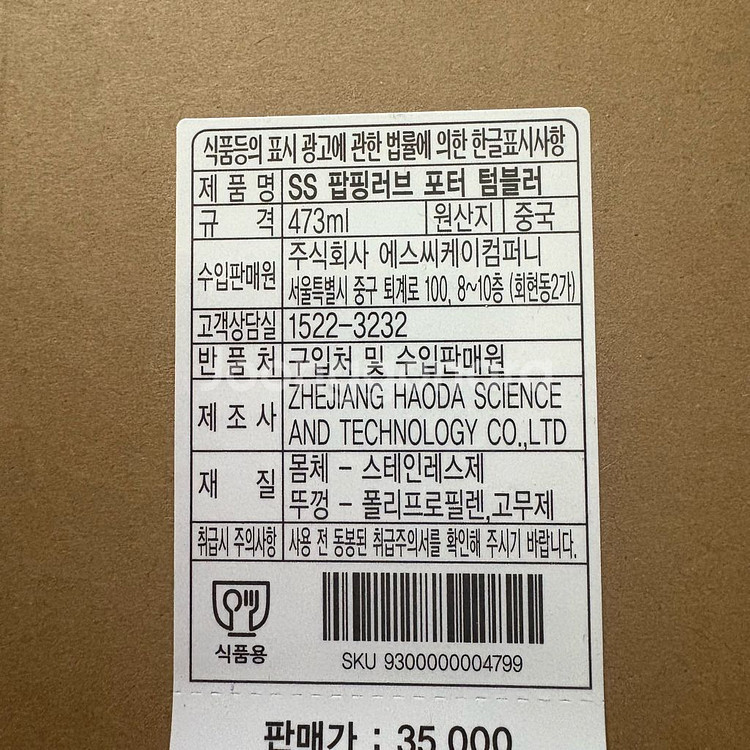 식품등의 표시 광고에 관한 법률에 의한 한글표시사항
제 품 명 SS 팝핑러브 포터 텀블러
규 격 473ml 원산지 중국
수입판매원 주식회사 에스씨케이컴퍼니
서울특별시 중구 퇴계로 100, 8~10층 (회현동2가)
고객상담실 1522-3232
반 품 처 구입처 및 수입판매원
제 조 사 ZHEJIANG HAODA SCIENCE
AND TECHNOLOGY CO.,LTD
재 질 몸체 - 스테인레스제
뚜껑 - 폴리프로필렌,고무제
취급시 주의사항 사용 전 동봉된 취급주의서를 확인해 주시기 바랍니다.
식품용
SKU 9300000004799
판매가 : 35,000